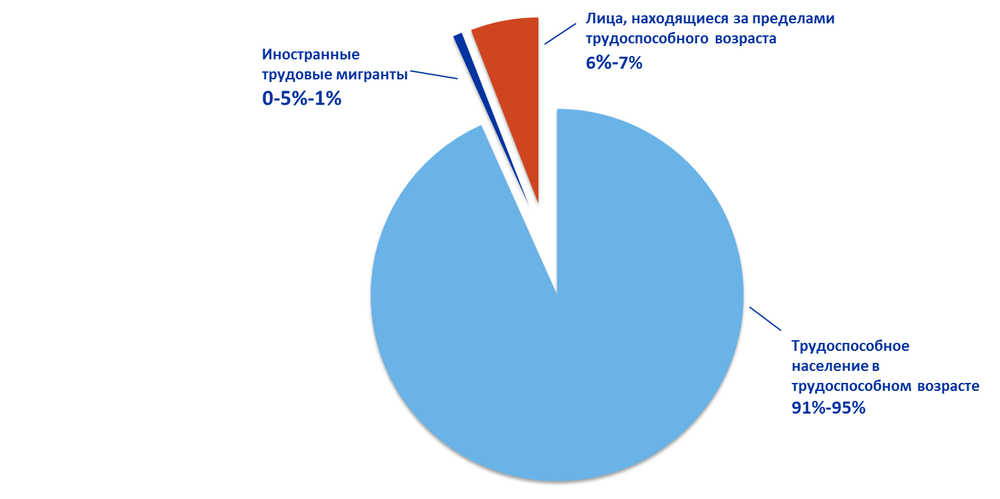 Лица, находящиеся за пределами
трудоспособного возраста
6%-7%
Иностранные
трудовые мигранты
0-5%-1%
Трудоспособное
население в
трудоспособном возрасте
91%-95%